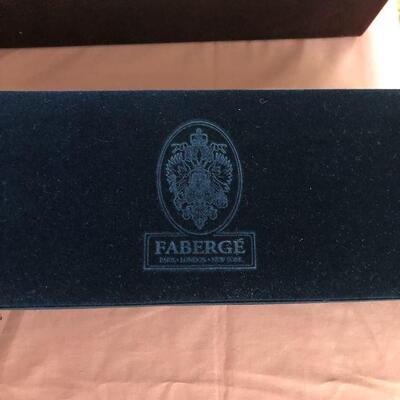 FABERGÉ
PARIS • LONDON • NEW YORK